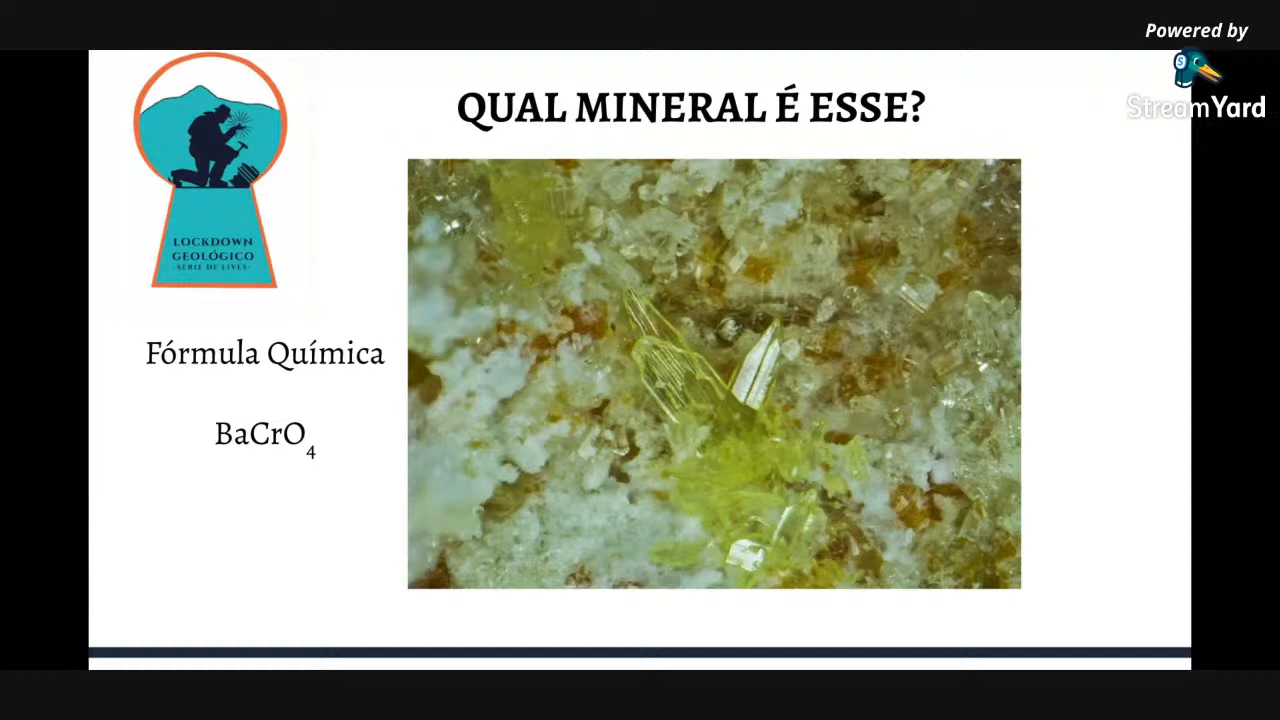 Powered by
StreamYard
QUAL MINERAL É ESSE?
LOCKDOWN
GEOLÓGICO
-SÉRIE DE LIVES-
Fórmula Química
BaCrO₄